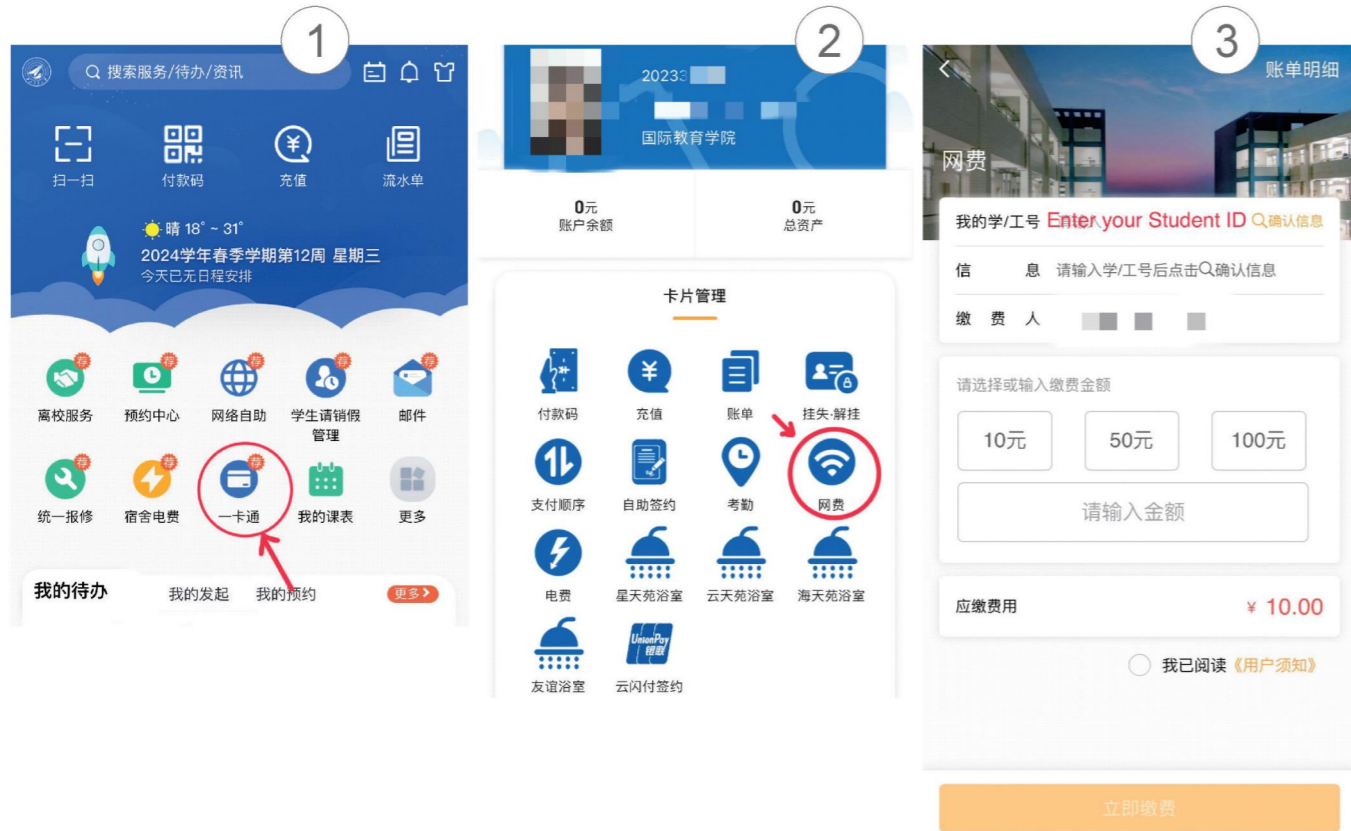 1
搜索服务/待办/资讯
扫一扫
付款码
充值
流水单
晴 18° ~ 31°
2024学年春季学期第12周 星期三
今天已无日程安排
荐
荐
荐
荐
荐
离校服务
预约中心
网络自助
学生请销假
管理
邮件
荐
荐
荐
统一报修
宿舍电费
一卡通
我的课表
更多
我的待办
我的发起
我的预约
更多
2
20233
国际教育学院
0元
账户余额
0元
总资产
卡片管理
付款码
充值
账单
挂失·解挂
支付顺序
自助签约
考勤
网费
电费
星天苑浴室
云天苑浴室
海天苑浴室
UnionPay
银联
友谊浴室
云闪付签约
3
账单明细
网费
我的学/工号 Enter your Student ID 确认信息
信 息 请输入学/工号后点击确认信息
缴 费 人
请选择或输入缴费金额
10元
50元
100元
请输入金额
应缴费用
¥ 10.00
我已阅读《用户须知》
立即缴费